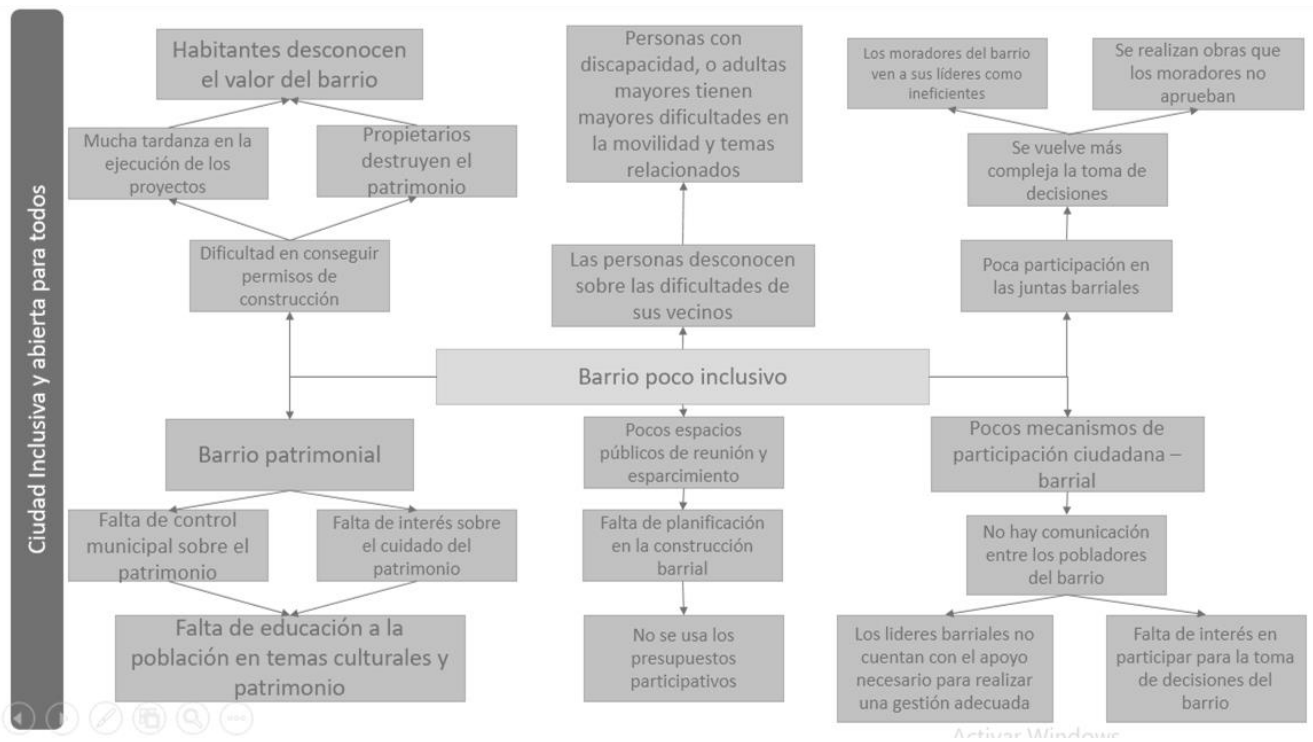 Ciudad Inclusiva y abierta para todos
Habitantes desconocen
el valor del barrio
Mucha tardanza en la
ejecución de los
proyectos
Propietarios
destruyen el
patrimonio
Dificultad en conseguir
permisos de
construcción
Personas con
discapacidad, o adultas
mayores tienen
mayores dificultades en
la movilidad y temas
relacionados
Las personas desconocen
sobre las dificultades de
sus vecinos
Los moradores del barrio
ven a sus líderes como
ineficientes
Se realizan obras que
los moradores no
aprueban
Se vuelve más
compleja la toma de
decisiones
Poca participación en
las juntas barriales
Barrio poco inclusivo
Barrio patrimonial
Falta de control
municipal sobre el
patrimonio
Falta de interés sobre
el cuidado del
patrimonio
Falta de educación a la
población en temas culturales y
patrimonio
Pocos espacios
públicos de reunión y
esparcimiento
Falta de planificación
en la construcción
barrial
No se usa los
presupuestos
participativos
Pocos mecanismos de
participación ciudadana –
barrial
No hay comunicación
entre los pobladores
del barrio
Los lideres barriales no
cuentan con el apoyo
necesario para realizar
una gestión adecuada
Falta de interés en
participar para la toma
de decisiones del
barrio
Activar Windows